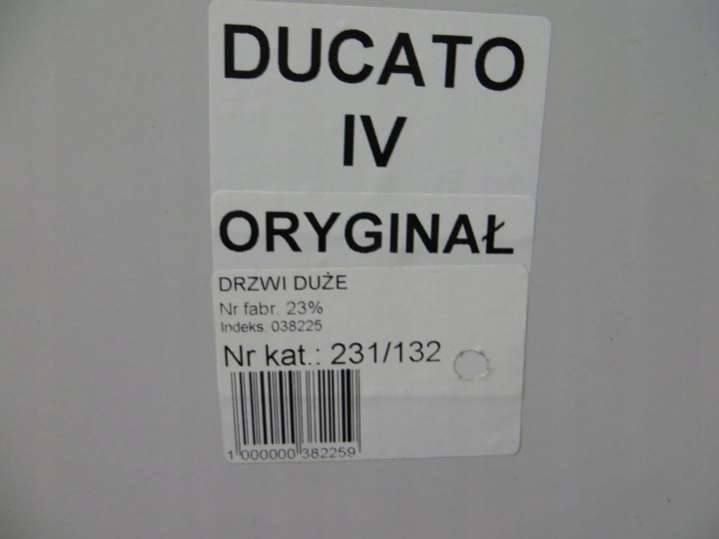 DUCATO
IV
ORYGINAŁ
DRZWI DUŻE
Nr fabr. 23%
Indeks. 038225
Nr kat.: 231/132
1 000000 382259